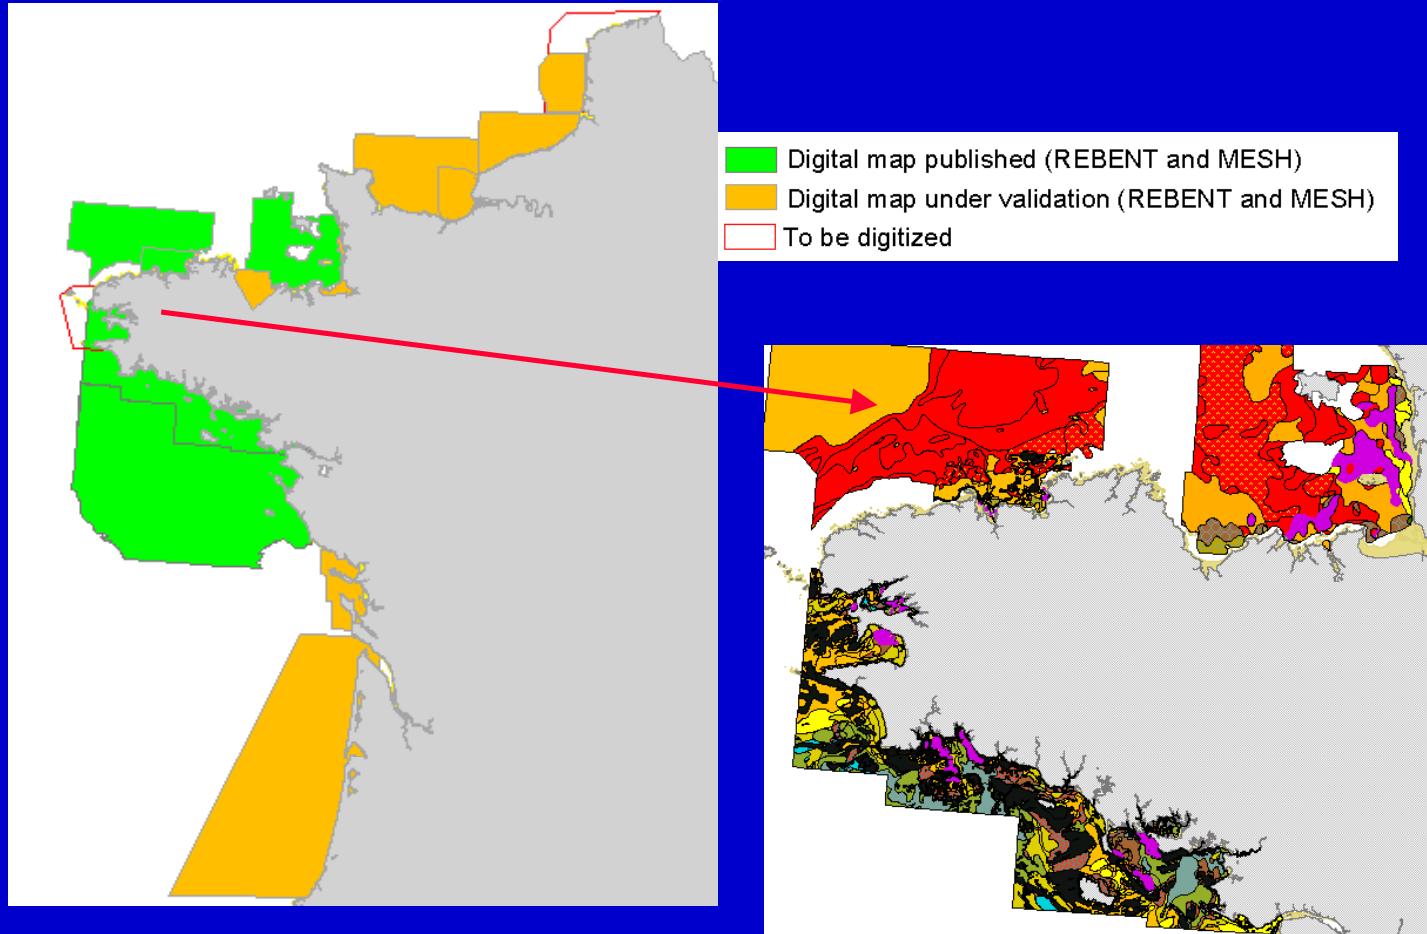 Digital map published (REBENT and MESH)
Digital map under validation (REBENT and MESH)
To be digitized